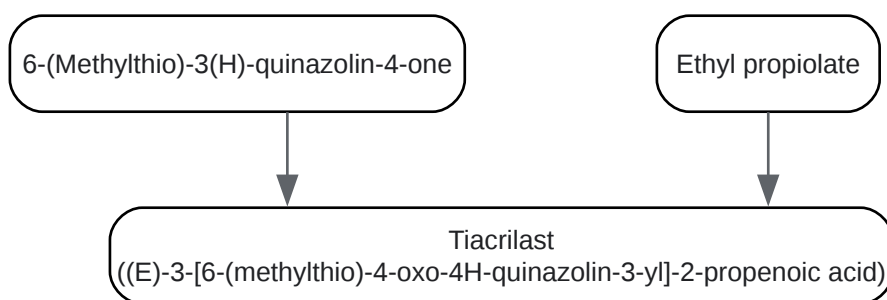 6-(Methylthio)-3(H)-quinazolin-4-one
Ethyl propiolate
Tiacrilast
((E)-3-[6-(methylthio)-4-oxo-4H-quinazolin-3-yl]-2-propenoic acid)